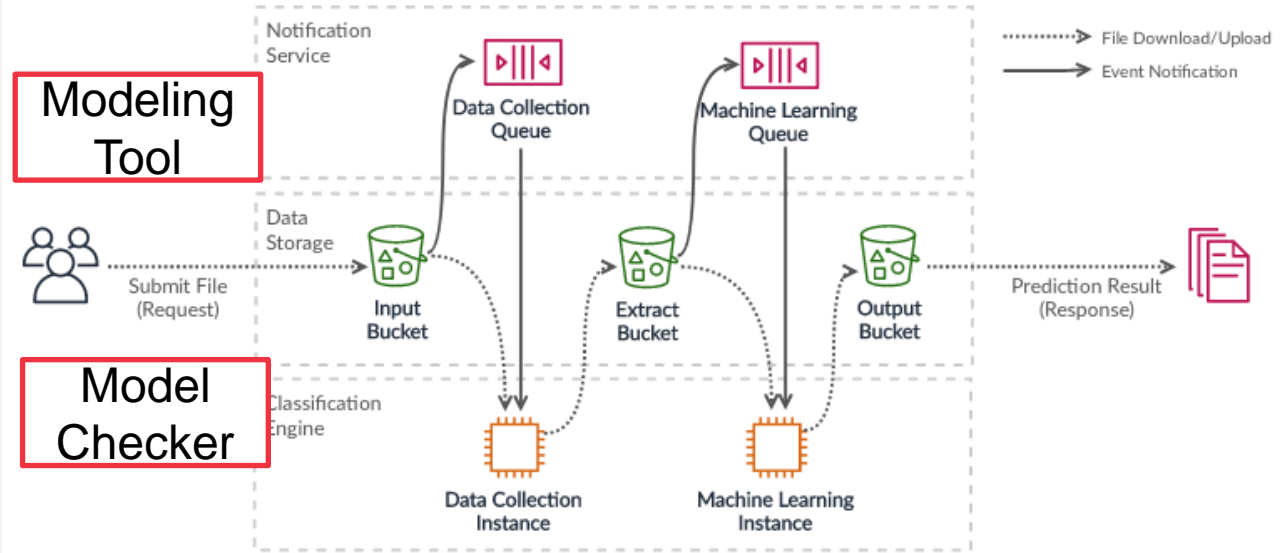 Notification
Service
File Download/Upload
Event Notification
Modeling
Tool
Data Collection
Queue
Machine Learning
Queue
Data
Storage
Submit File
(Request)
Input
Bucket
Extract
Bucket
Output
Bucket
Prediction Result
(Response)
Model
Checker
Classification
Engine
Data Collection
Instance
Machine Learning
Instance